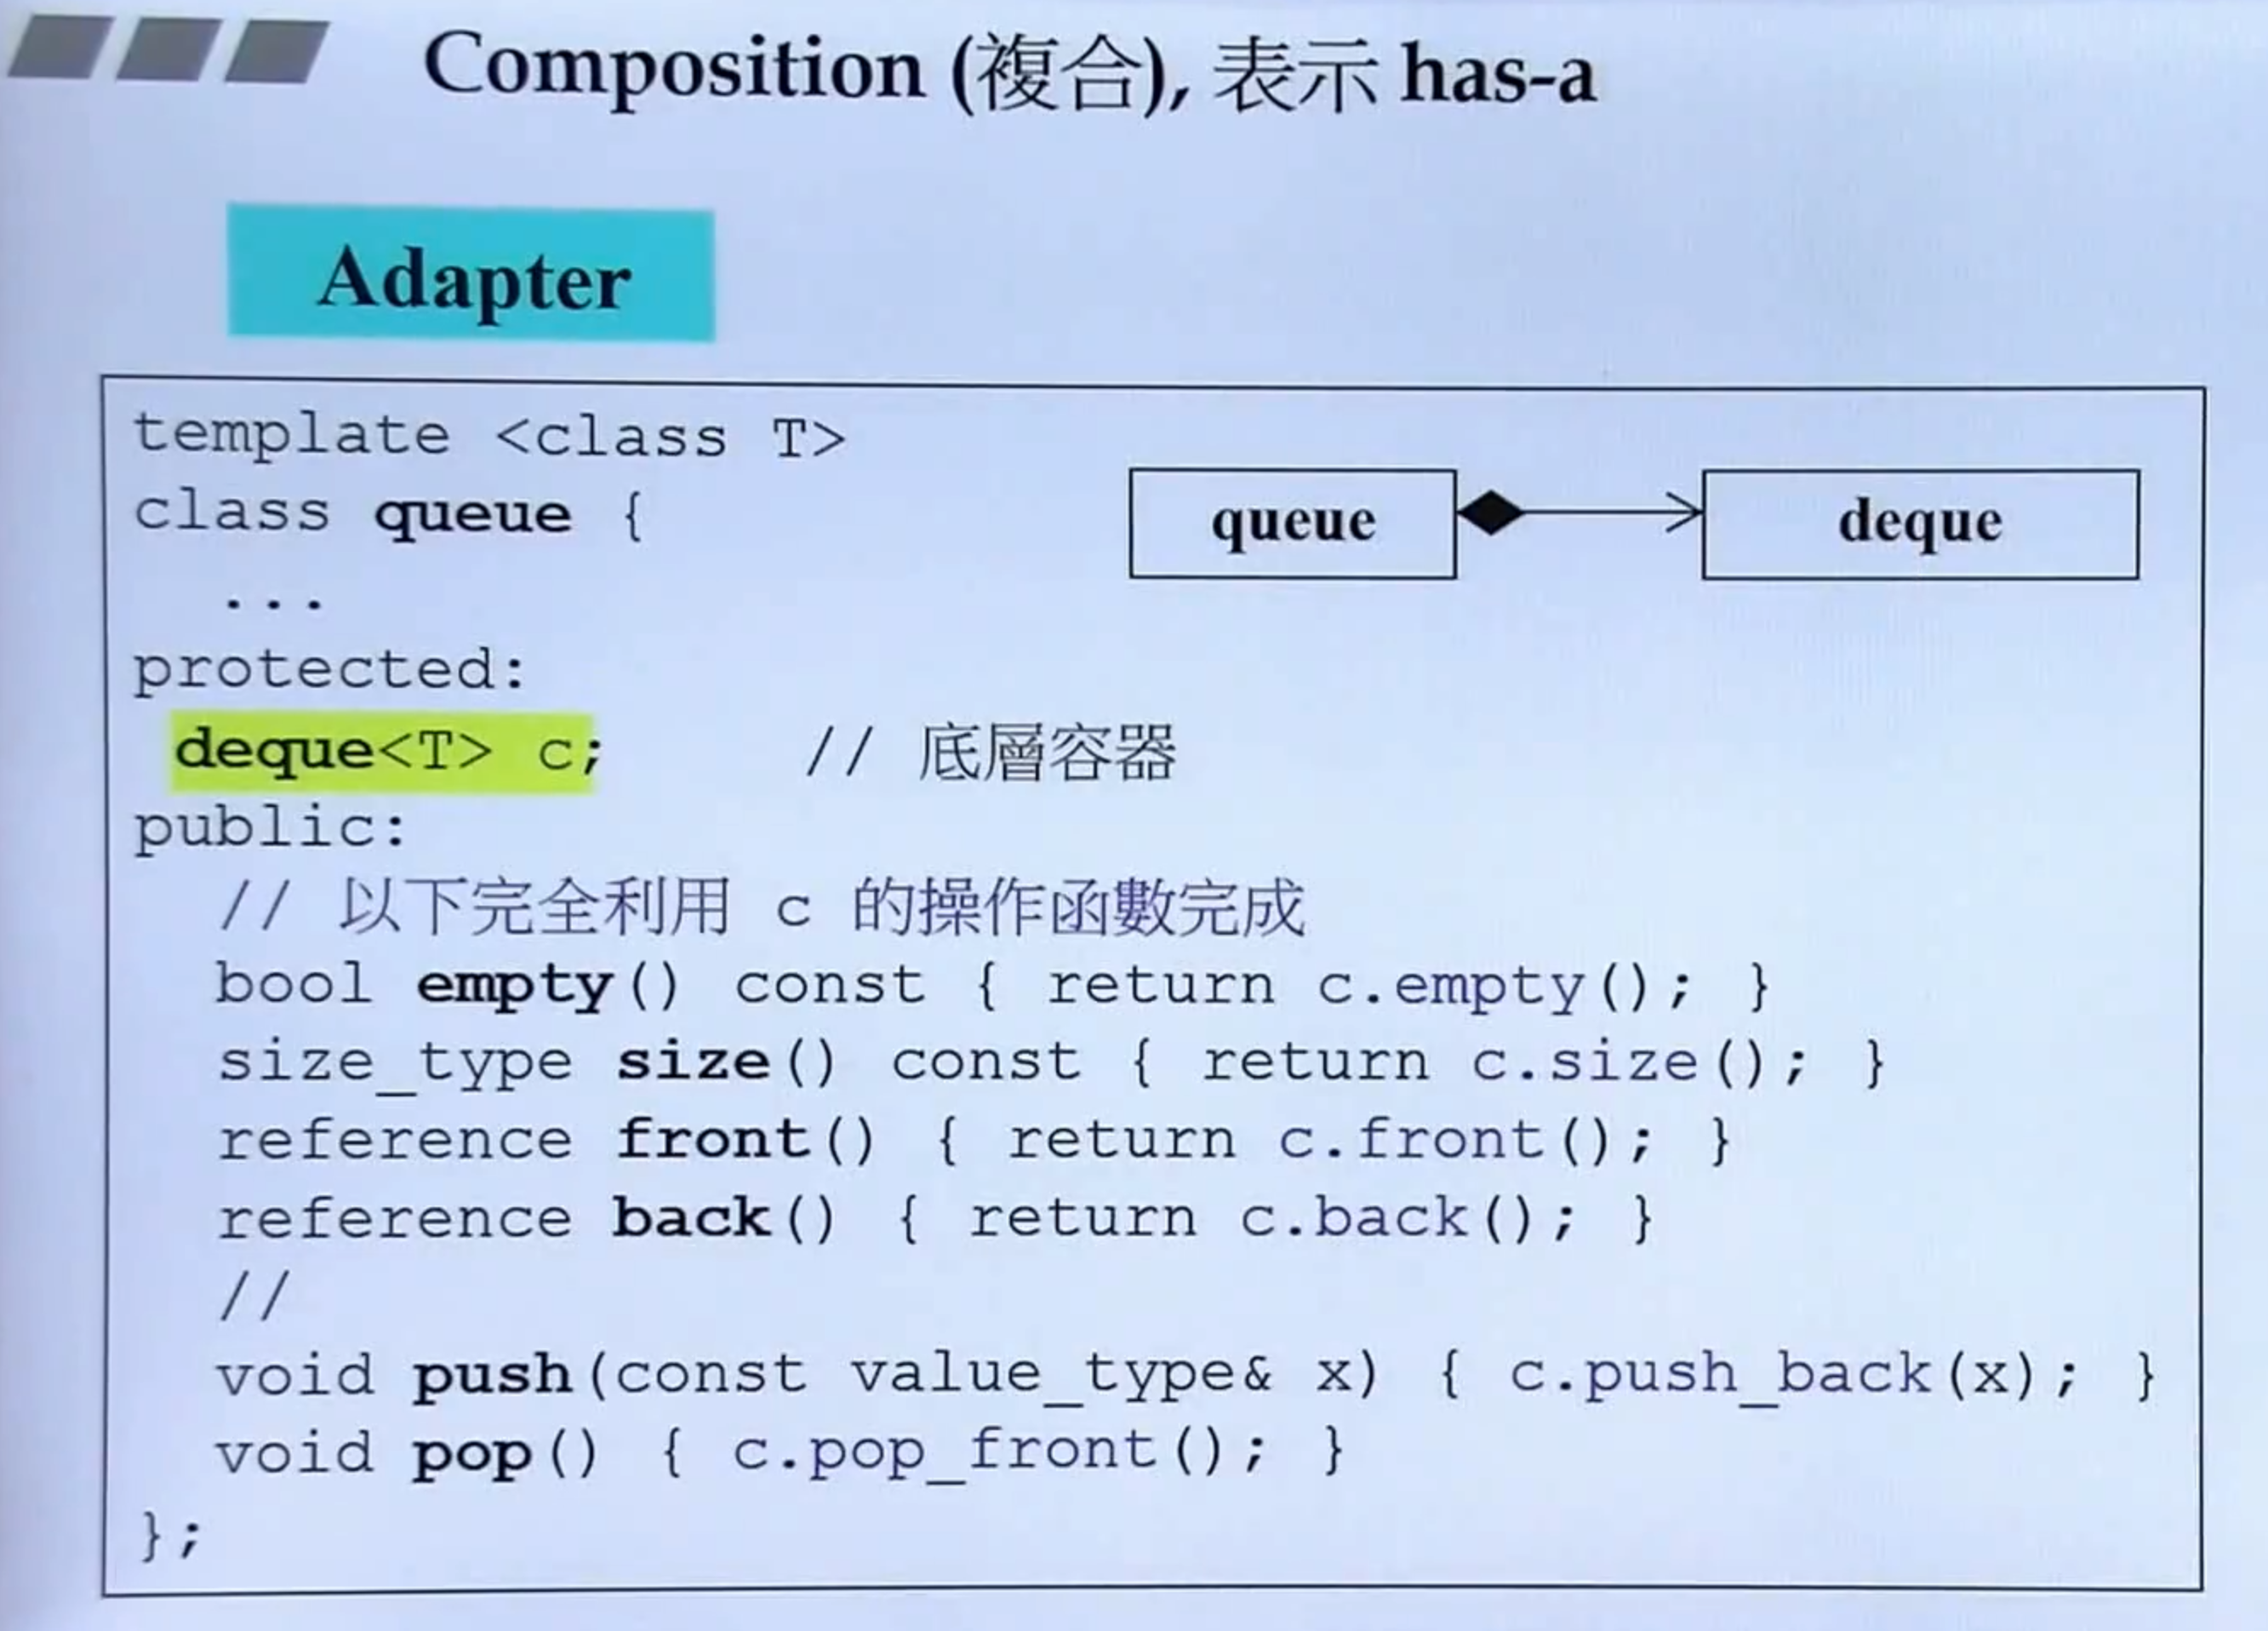 Composition (複合), 表示 has-a
Adapter
template <class T>
class queue {
...
protected:
deque<T> c; // 底層容器
public:
// 以下完全利用 c 的操作函數完成
bool empty() const { return c.empty(); }
size_type size() const { return c.size(); }
reference front() { return c.front(); }
reference back() { return c.back(); }
//
void push(const value_type& x) { c.push_back(x); }
void pop() { c.pop_front(); }
};
queue
deque